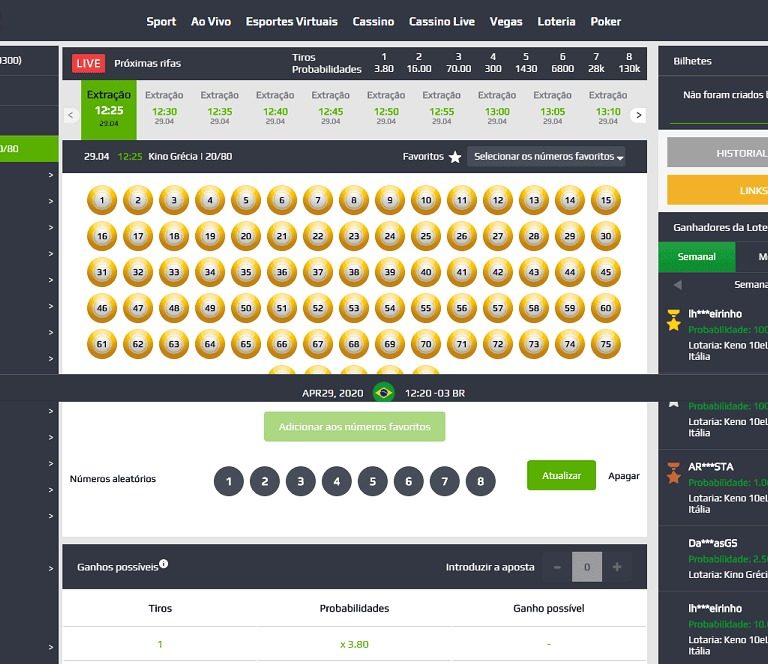 Sport Ao Vivo Esportes Virtuais Cassino Cassino Live Vegas Loteria Poker
300)
LIVE Próximas rifas
Tiros 1 2 3 4 5 6 7 8
Probabilidades 3.80 16.00 70.00 300 1430 6800 28k 130k
Bilhetes
Extração Extração Extração Extração Extração Extração Extração Extração Extração Extração
12:25 12:30 12:35 12:40 12:45 12:50 12:55 13:00 13:05 13:10
29.04 29.04 29.04 29.04 29.04 29.04 29.04 29.04 29.04 29.04
Não foram criados
0/80
29.04 12:25 Kino Grécia | 20/80
Favoritos Selecionar os números favoritos
HISTORIAL
LINKS
1 2 3 4 5 6 7 8 9 10 11 12 13 14 15
16 17 18 19 20 21 22 23 24 25 26 27 28 29 30
31 32 33 34 35 36 37 38 39 40 41 42 43 44 45
46 47 48 49 50 51 52 53 54 55 56 57 58 59 60
61 62 63 64 65 66 67 68 69 70 71 72 73 74 75
Ganhadores da Lote
Semanal M
Semana
lh***eirinho
Probabilidade: 100
Lotaria: Keno 10eL
Itália
APR29, 2020 12:20 -03 BR
Adicionar aos números favoritos
Números aleatórios 1 2 3 4 5 6 7 8 Atualizar Apagar
Probabilidade: 100
Lotaria: Keno 10eL
Itália
AR***STA
Probabilidade: 1.0
Lotaria: Keno 10eL
Itália
Ganhos possíveis
Introduzir a aposta - 0 +
Tiros Probabilidades Ganho possível
1 x 3.80 -
Da***asGS
Probabilidade: 2.5
Lotaria: Kino Gréci
lh***eirinho
Probabilidade: 10.
Lotaria: Keno 10eL
Itália